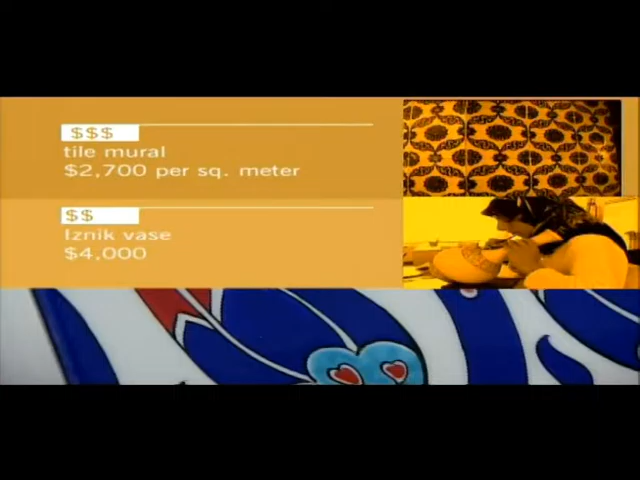 $$$
tile mural
$2,700 per sq. meter
$$
Iznik vase
$4,000